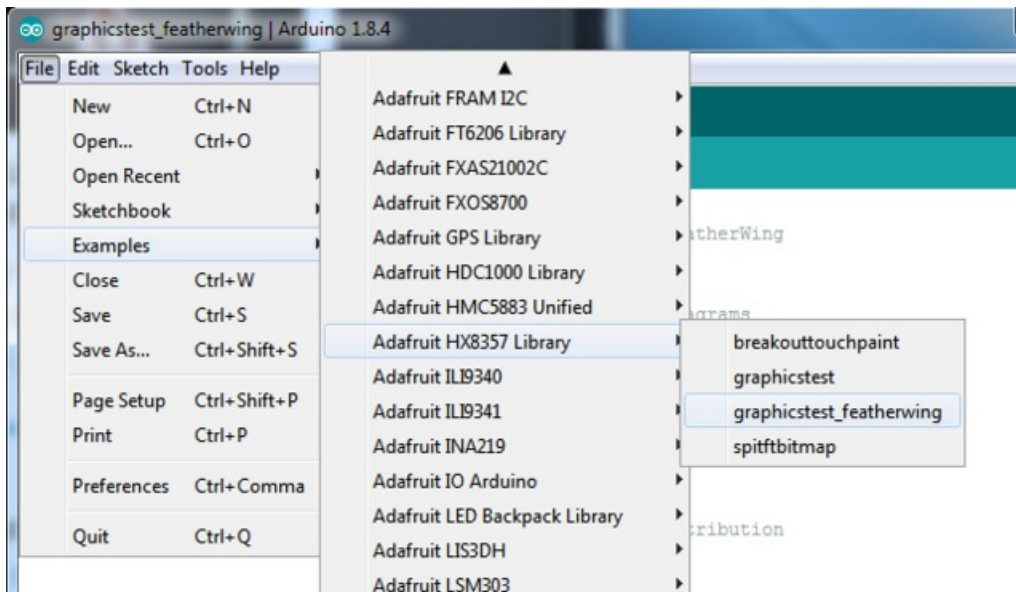 graphicstest_featherwing | Arduino 1.8.4
File Edit Sketch Tools Help
New Ctrl+N
Open... Ctrl+O
Open Recent
Sketchbook
Examples
Close Ctrl+W
Save Ctrl+S
Save As... Ctrl+Shift+S
Page Setup Ctrl+Shift+P
Print Ctrl+P
Preferences Ctrl+Comma
Quit Ctrl+Q
Adafruit FRAM I2C
Adafruit FT6206 Library
Adafruit FXAS21002C
Adafruit FXOS8700
Adafruit GPS Library
Adafruit HDC1000 Library
Adafruit HMC5883 Unified
Adafruit HX8357 Library
Adafruit ILI9340
Adafruit ILI9341
Adafruit INA219
Adafruit IO Arduino
Adafruit LED Backpack Library
Adafruit LIS3DH
Adafruit LSM303
breakouttouchpaint
graphicstest
graphicstest_featherwing
spitftbitmap